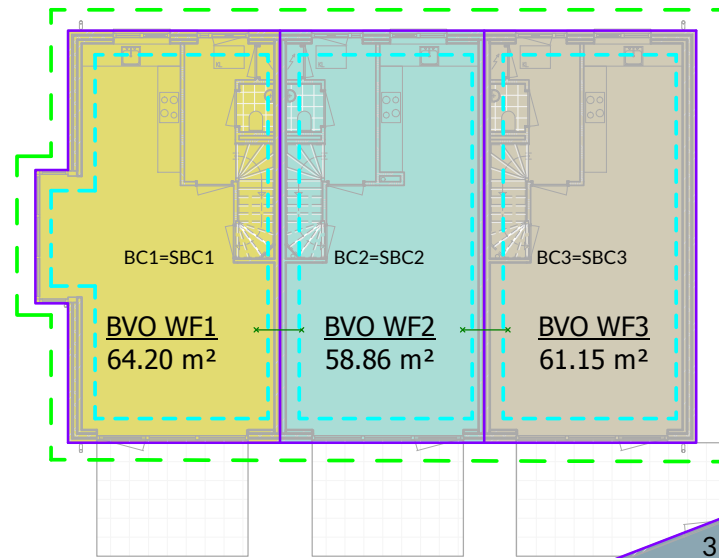 BC1=SBC1
BC2=SBC2
BC3=SBC3
BVO WF1
64.20 m²
BVO WF2
58.86 m²
BVO WF3
61.15 m²
3